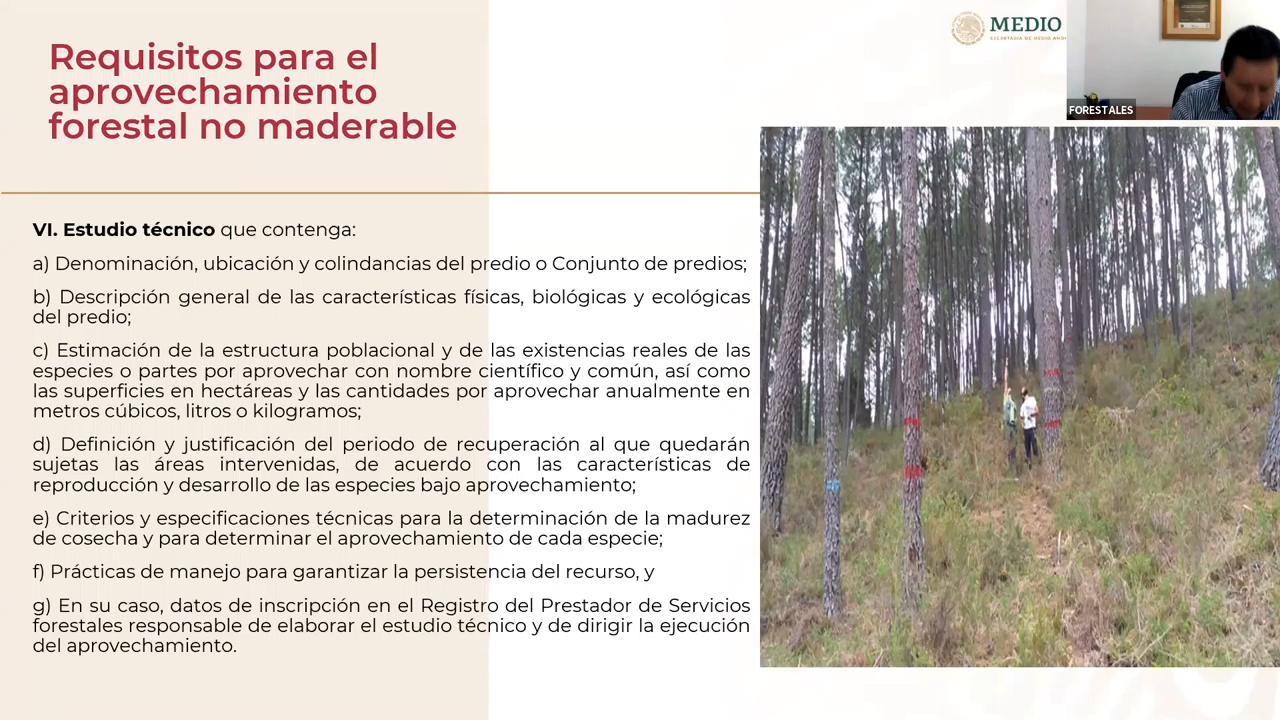 Requisitos para el
aprovechamiento
forestal no maderable
MEDIO
SECRETARÍA DE MEDIO AMB
FORESTALES
VI. Estudio técnico que contenga:
a) Denominación, ubicación y colindancias del predio o Conjunto de predios;
b) Descripción general de las características físicas, biológicas y ecológicas
del predio;
c) Estimación de la estructura poblacional y de las existencias reales de las
especies o partes por aprovechar con nombre científico y común, así como
las superficies en hectáreas y las cantidades por aprovechar anualmente en
metros cúbicos, litros o kilogramos;
d) Definición y justificación del periodo de recuperación al que quedarán
sujetas las áreas intervenidas, de acuerdo con las características de
reproducción y desarrollo de las especies bajo aprovechamiento;
e) Criterios y especificaciones técnicas para la determinación de la madurez
de cosecha y para determinar el aprovechamiento de cada especie;
f) Prácticas de manejo para garantizar la persistencia del recurso, y
g) En su caso, datos de inscripción en el Registro del Prestador de Servicios
forestales responsable de elaborar el estudio técnico y de dirigir la ejecución
del aprovechamiento.